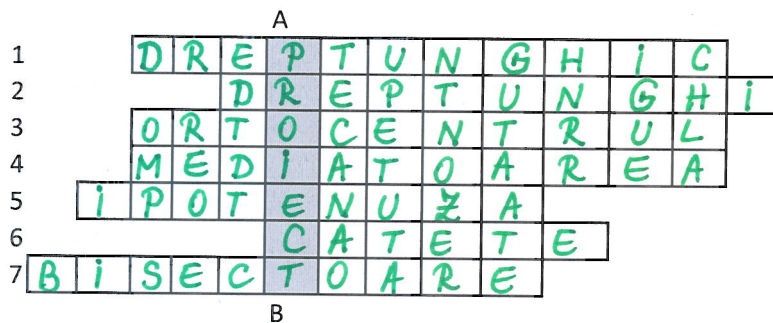 A
1 DREPTUNGHIC
2 DREPTUNGHI
3 ORTOCENTRUL
4 MEDIATOAREA
5 IPOTENUZA
6 CATETE
7 BISECTOARE
B